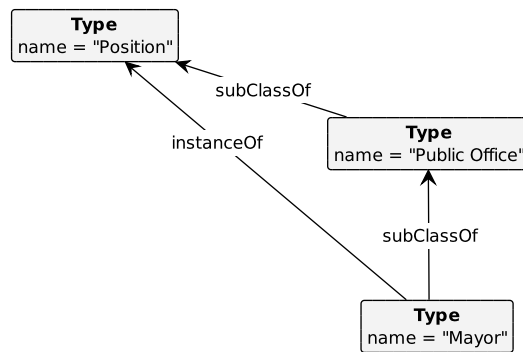 Type
name = "Position"
subClassOf
Type
name = "Public Office"
instanceOf
subClassOf
Type
name = "Mayor"